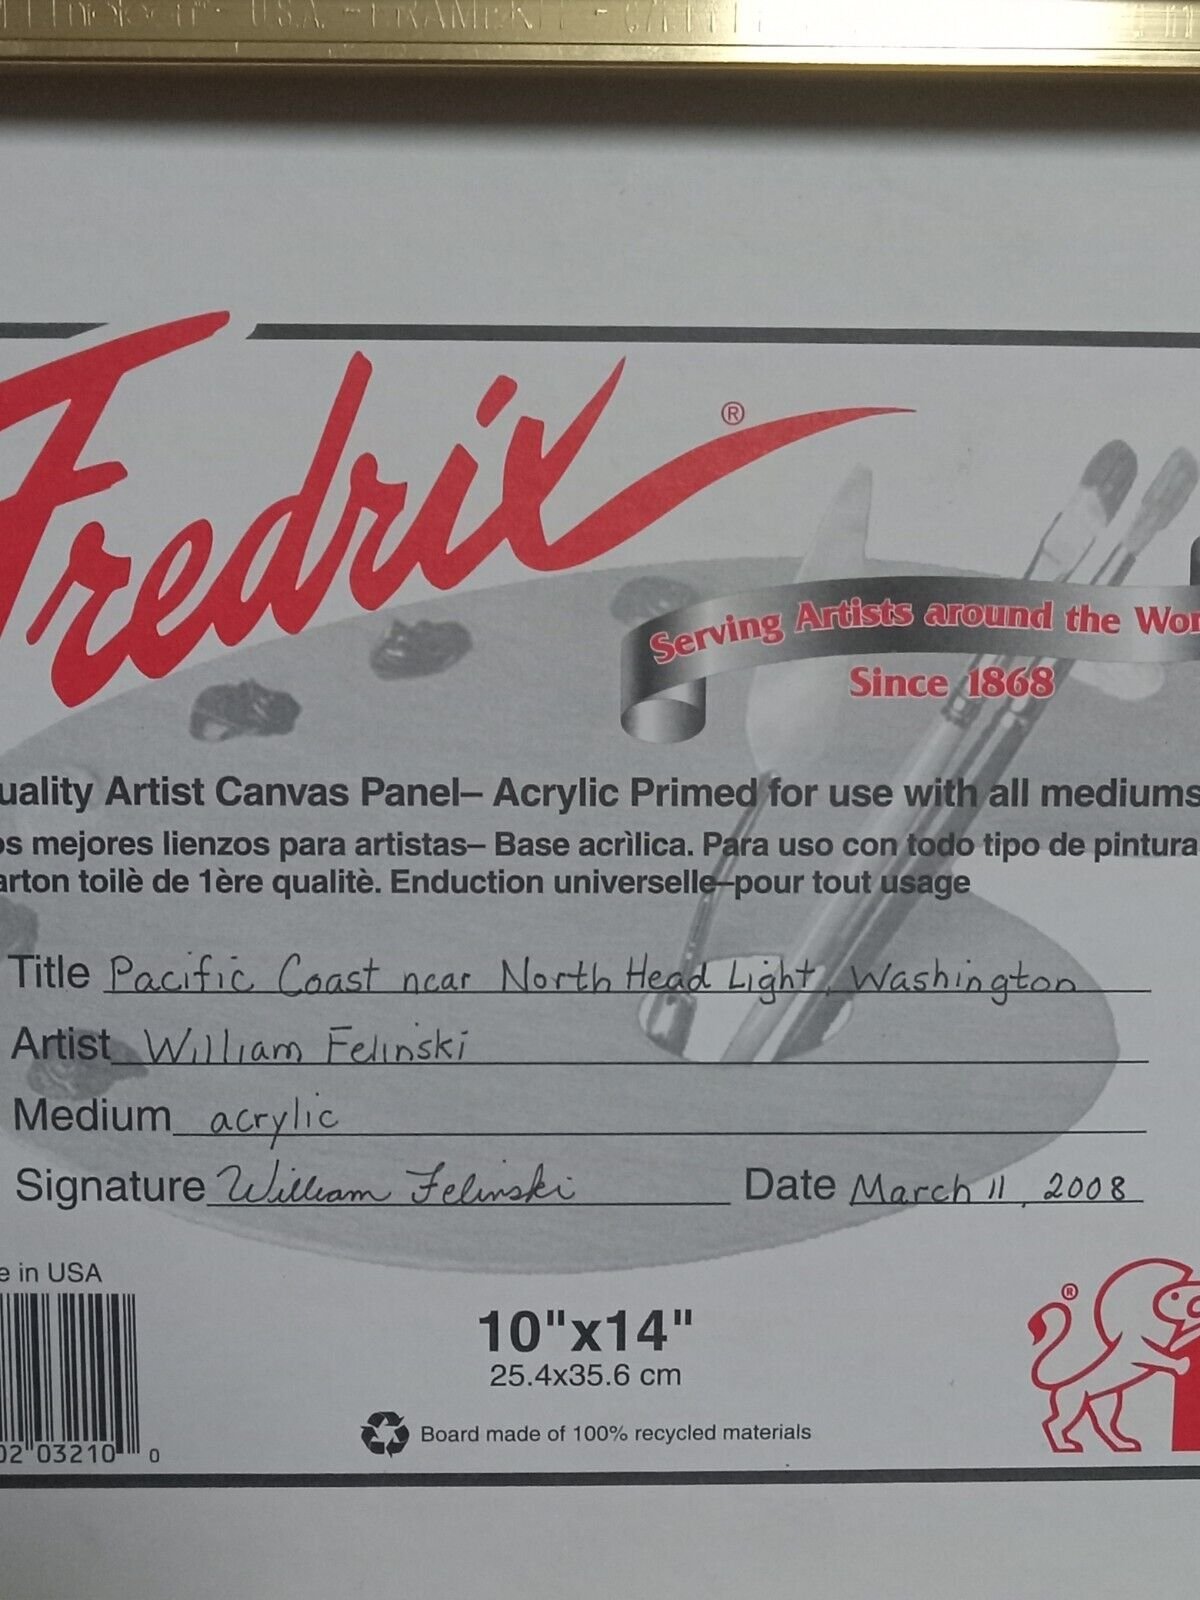 U.S.A.
Fredrix ®
Serving Artists around the
Since 1868
Artist Canvas Panel– Acrylic Primed for use with all mediums
mejores lienzos para artistas– Base acrìlica. Para uso con todo tipo de pintura
toilè de 1ère qualitè. Enduction universelle–pour tout usage
Title Pacific Coast near North Head Light, Washington
Artist William Felinski
Medium acrylic
Signature William Felinski Date March 11, 2008
in USA
10"x14"
25.4x35.6 cm
®
Board made of 100% recycled materials
02 03210 0